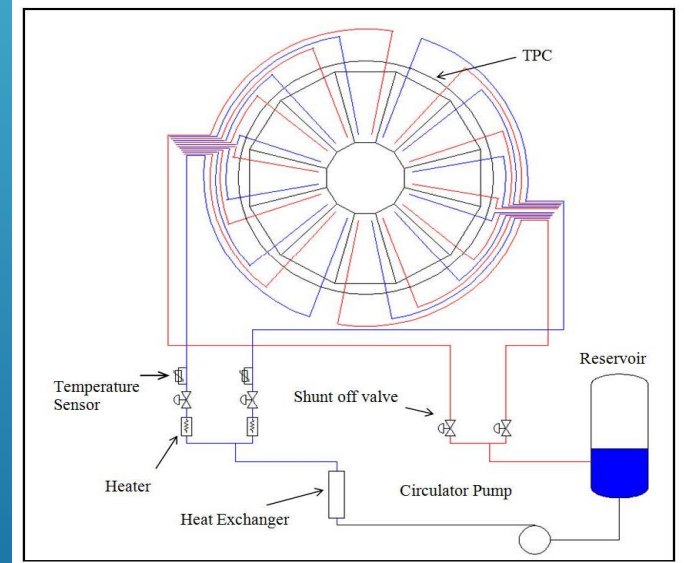 TPC
Reservoir
Temperature
Sensor
Shunt off valve
Heater
Circulator Pump
Heat Exchanger